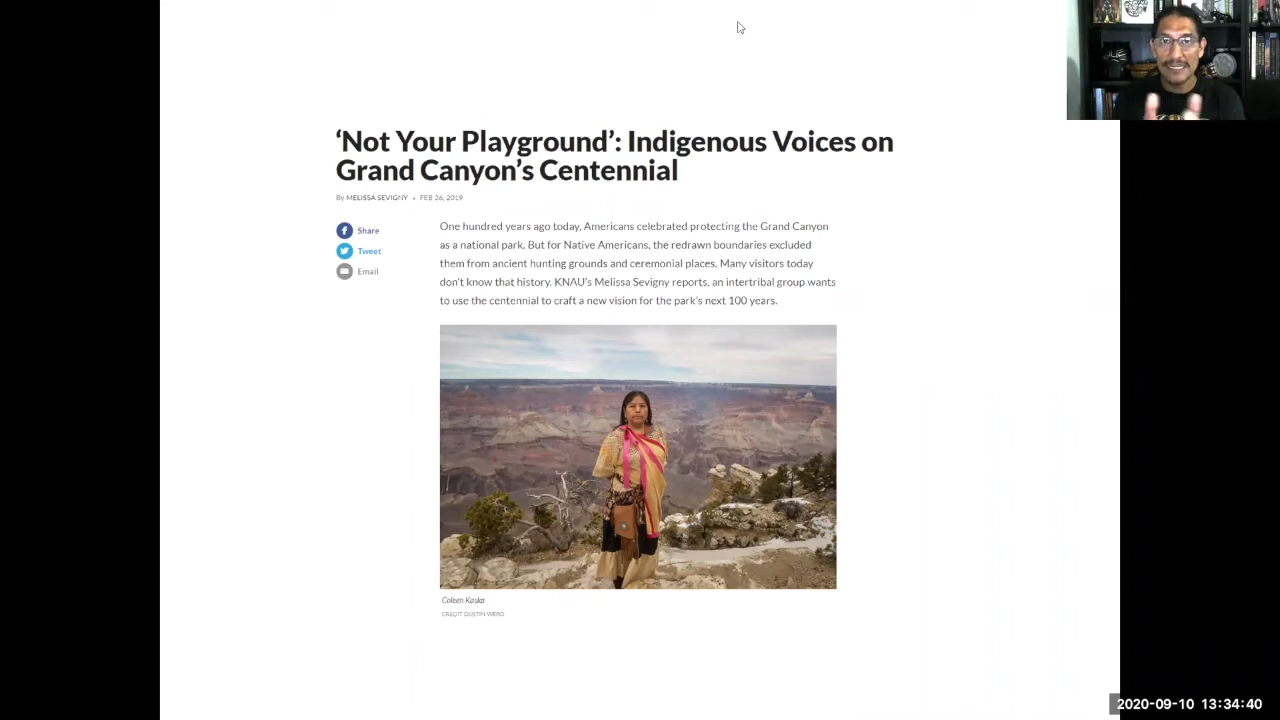 ‘Not Your Playground’: Indigenous Voices on
Grand Canyon’s Centennial
By MELISSA SEVIGNY • FEB 26, 2019
Share
Tweet
Email
One hundred years ago today, Americans celebrated protecting the Grand Canyon
as a national park. But for Native Americans, the redrawn boundaries excluded
them from ancient hunting grounds and ceremonial places. Many visitors today
don't know that history. KNAU's Melissa Sevigny reports, an intertribal group wants
to use the centennial to craft a new vision for the park's next 100 years.
Coleen Kaska
CREDIT DUSTIN WERO
2020-09-10 13:34:40